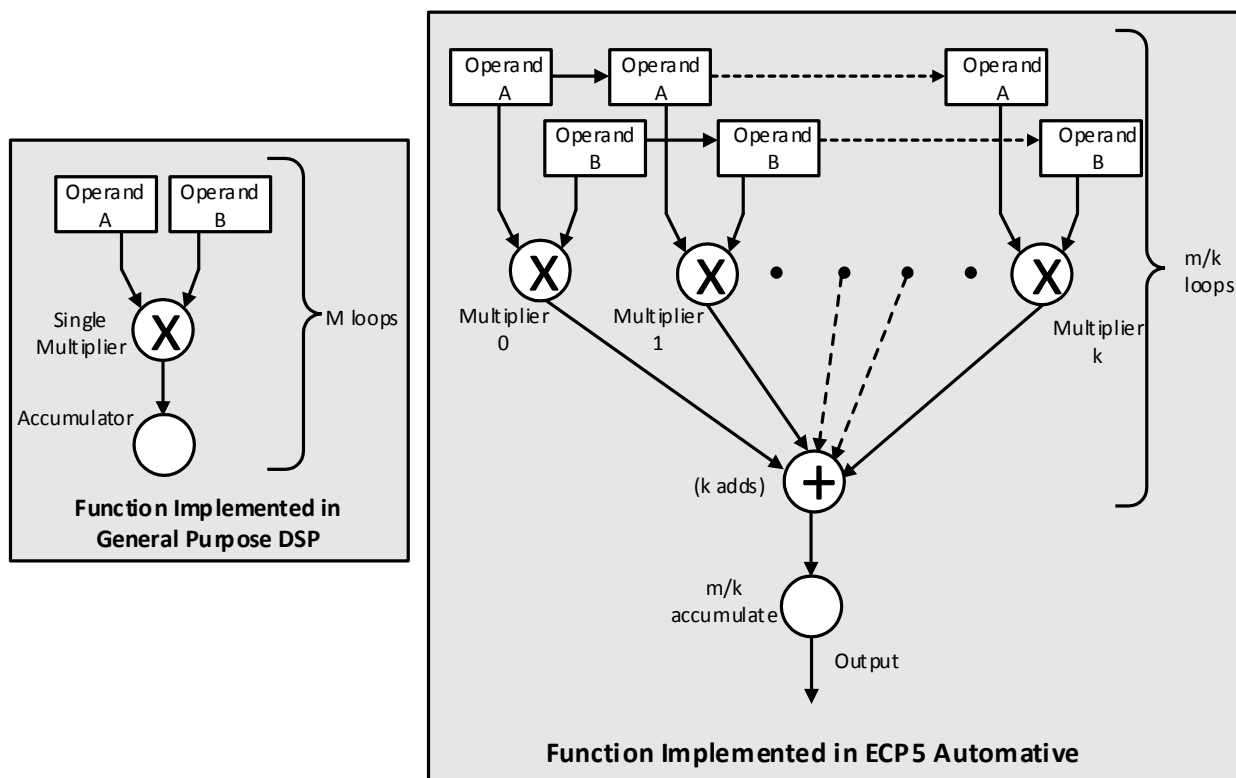 Operand
A
Operand
B
Single
Multiplier
X
Accumulator
M loops
Function Implemented in
General Purpose DSP
Operand
A
Operand
A
Operand
A
Operand
B
Operand
B
Operand
B
X
X
X
Multiplier
0
Multiplier
1
Multiplier
k
m/k
loops
(k adds)
+
m/k
accumulate
Output
Function Implemented in ECP5 Automative